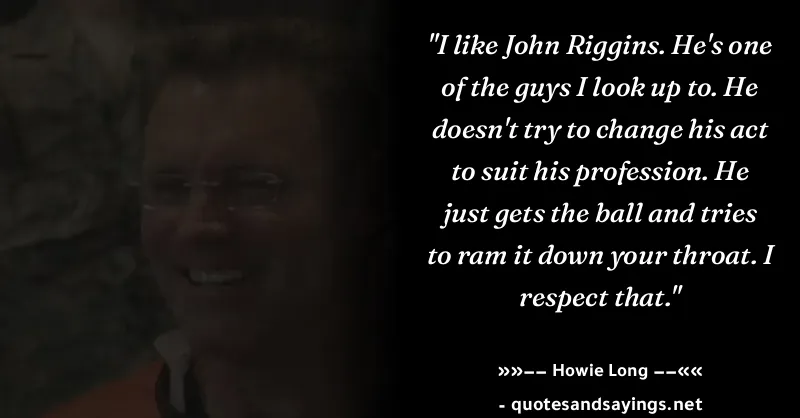 "I like John Riggins. He's one
of the guys I look up to. He
doesn't try to change his act
to suit his profession. He
just gets the ball and tries
to ram it down your throat. I
respect that."
»»–– Howie Long ––««
- quotesandsayings.net